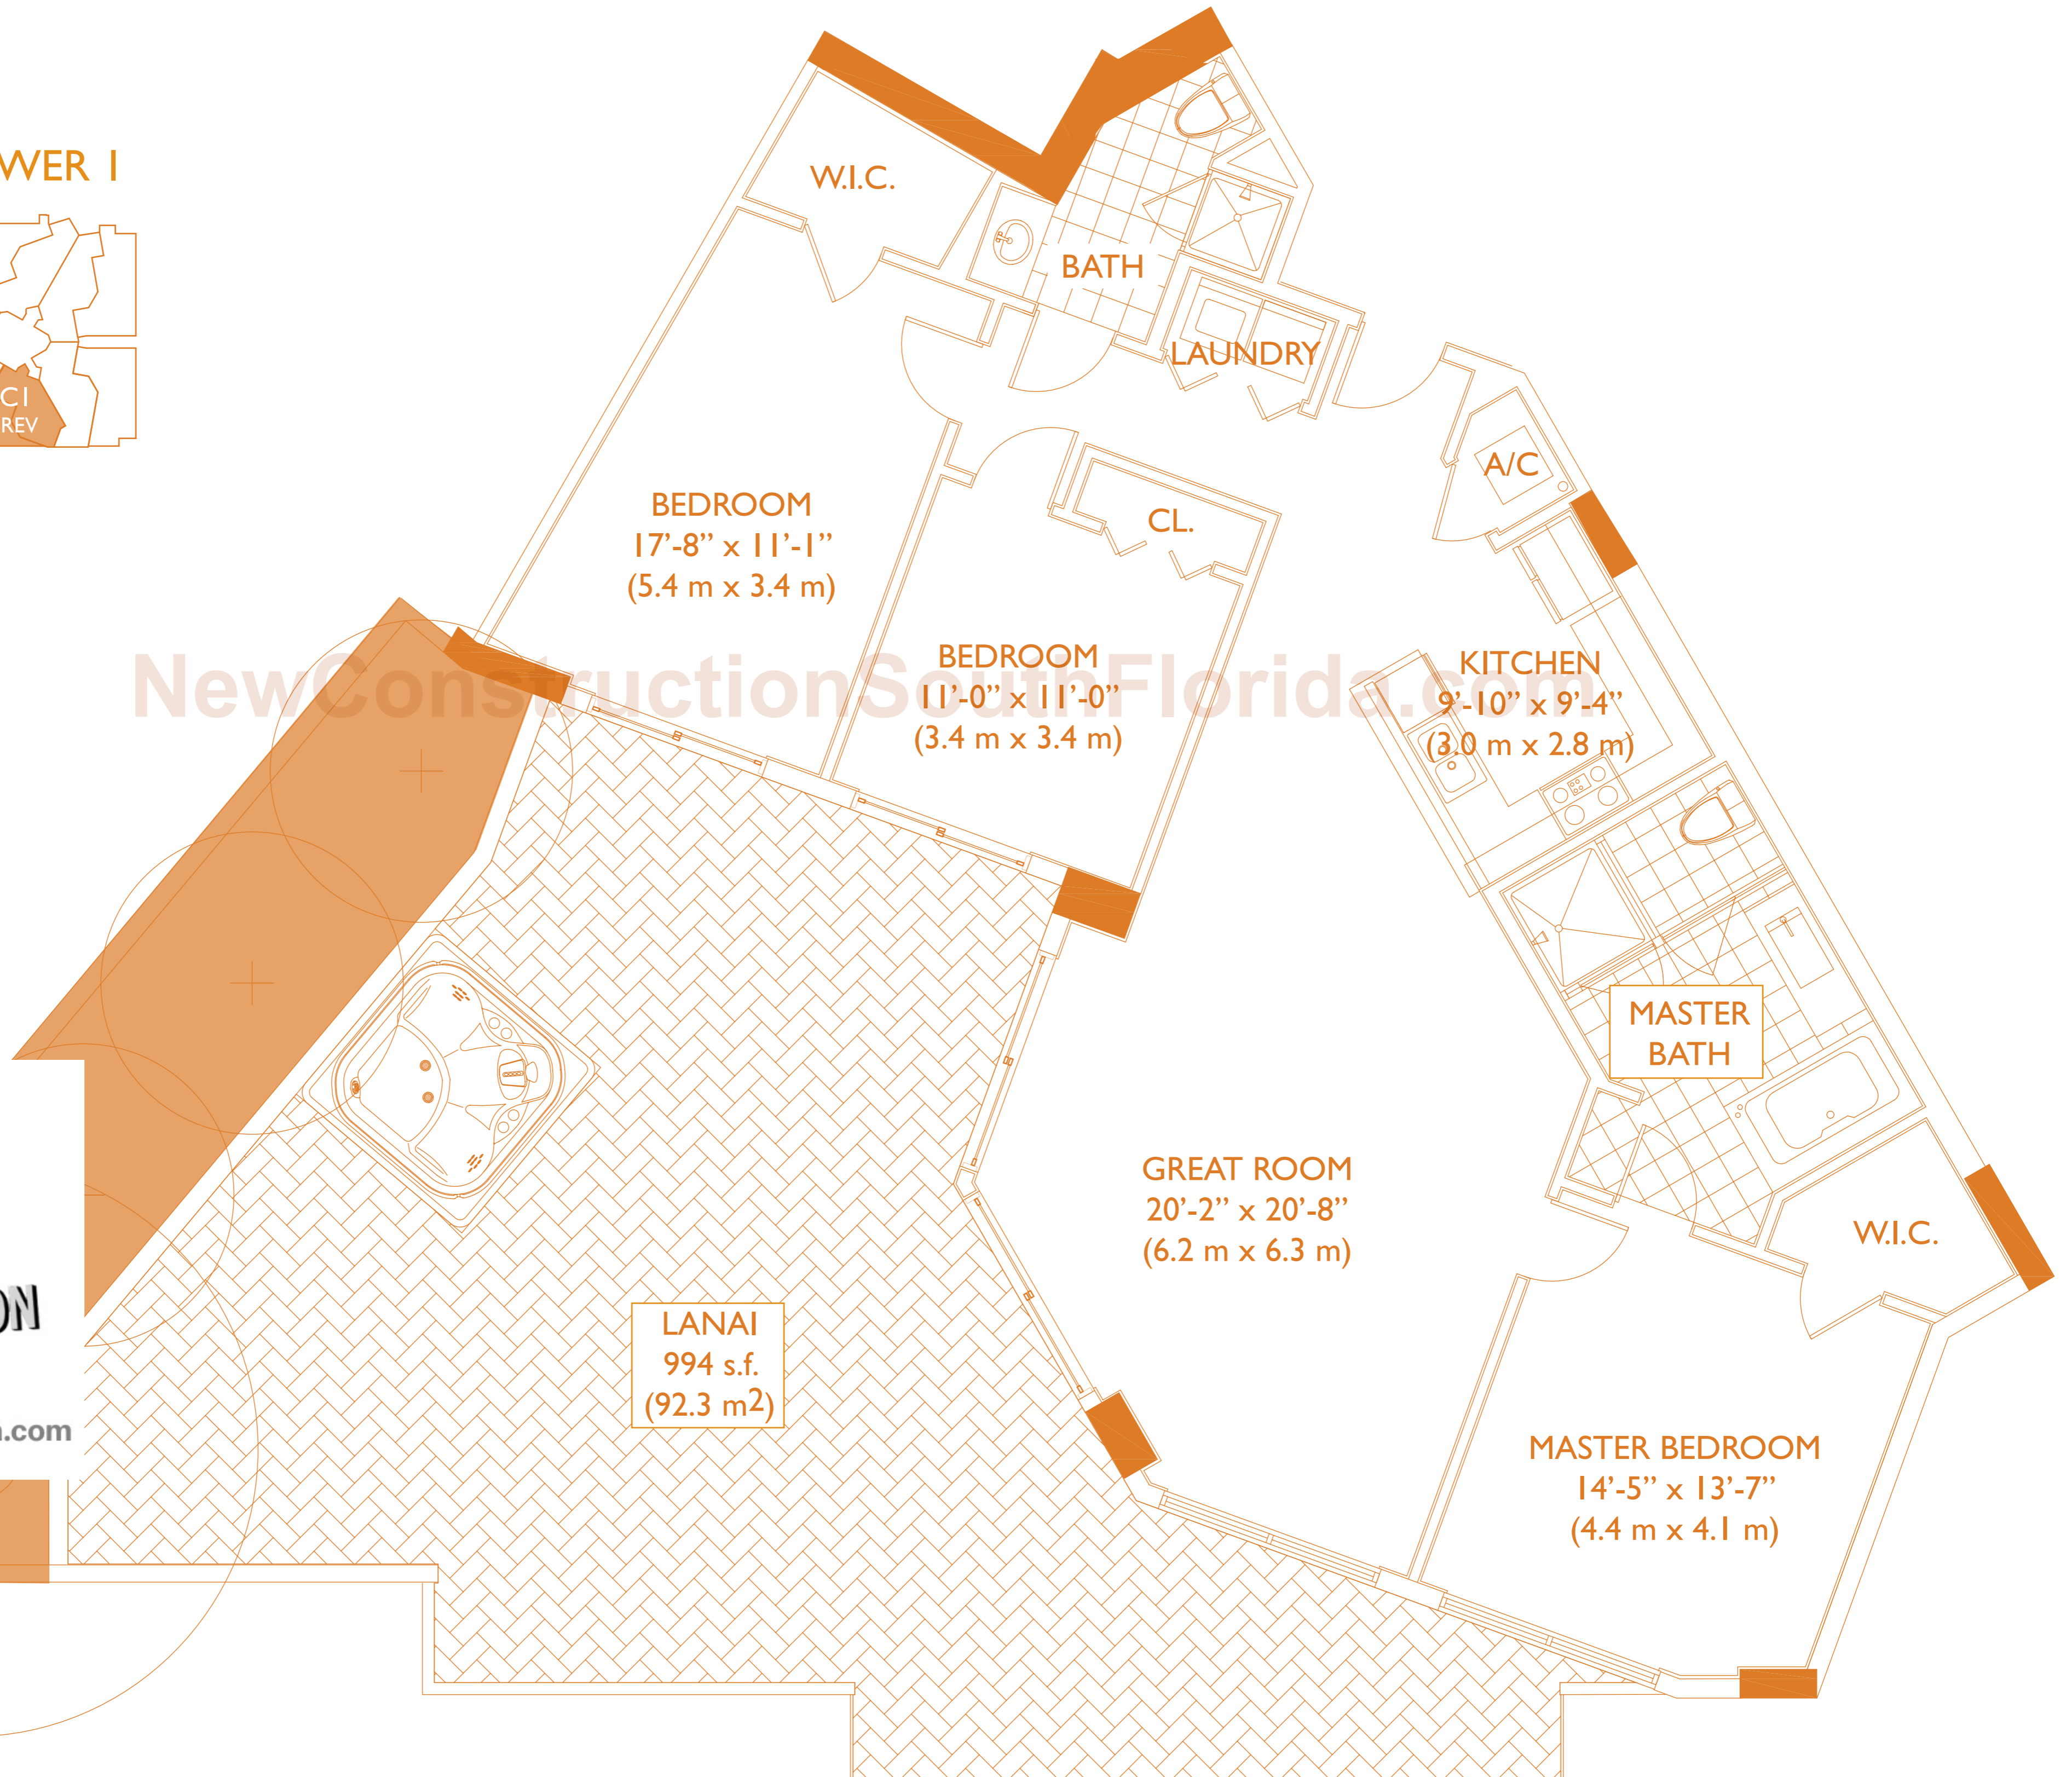 WER I
CI
REV
W.I.C.
BATH
LAUNDRY
A/C
BEDROOM
17’-8” x 11’-1”
(5.4 m x 3.4 m)
CL.
BEDROOM
11’-0” x 11’-0”
(3.4 m x 3.4 m)
KITCHEN
9’-10” x 9’-4”
(3.0 m x 2.8 m)
NewConstructionSouthFlorida.com
MASTER
BATH
GREAT ROOM
20’-2” x 20’-8”
(6.2 m x 6.3 m)
W.I.C.
LANAI
994 s.f.
(92.3 m2)
ON
.com
MASTER BEDROOM
14’-5” x 13’-7”
(4.4 m x 4.1 m)